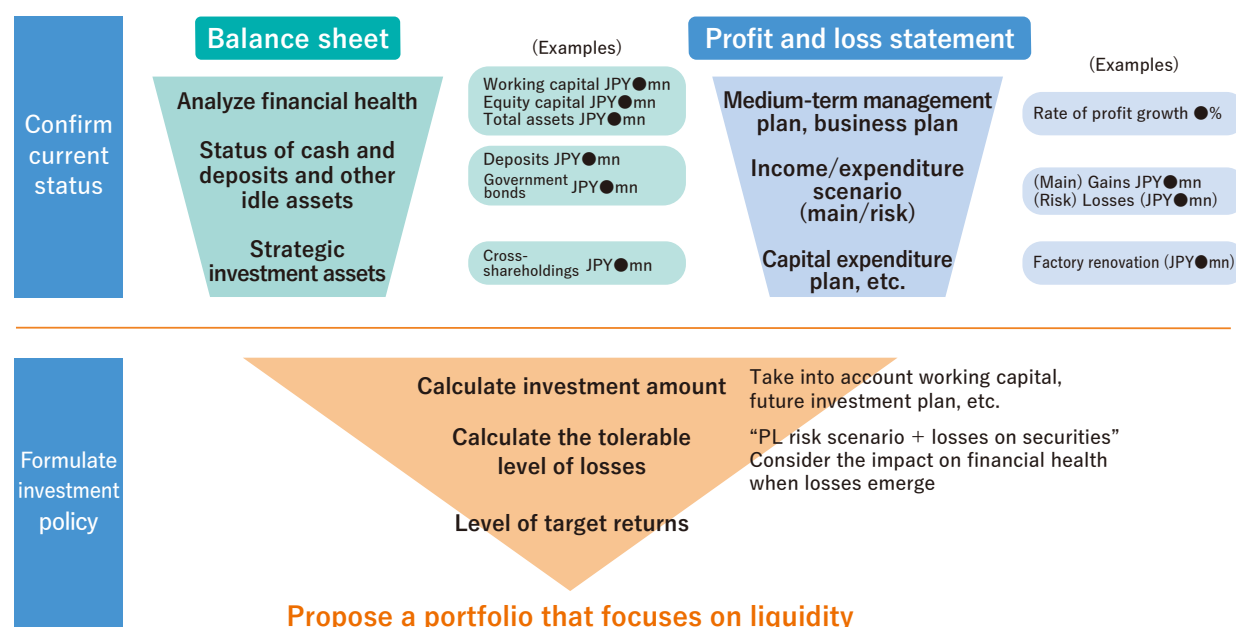 Confirm
current
status
Balance sheet
(Examples)
Analyze financial health
Working capital JPY●mn
Equity capital JPY●mn
Total assets JPY●mn
Status of cash and
deposits and other
idle assets
Deposits JPY●mn
Government
bonds JPY●mn
Strategic
investment assets
Cross-
shareholdings JPY●mn
Profit and loss statement
(Examples)
Medium-term management
plan, business plan
Rate of profit growth ●%
Income/expenditure
scenario
(main/risk)
(Main) Gains JPY●mn
(Risk) Losses (JPY●mn)
Capital expenditure
plan, etc.
Factory renovation (JPY●mn)
Formulate
investment
policy
Calculate investment amount
Take into account working capital,
future investment plan, etc.
Calculate the tolerable
level of losses
“PL risk scenario + losses on securities”
Consider the impact on financial health
when losses emerge
Level of target returns
Propose a portfolio that focuses on liquidity